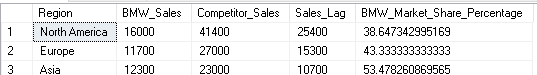 Region BMW_Sales Competitor_Sales Sales_Lag BMW_Market_Share_Percentage
1 North America 16000 41400 25400 38.647342995169
2 Europe 11700 27000 15300 43.333333333333
3 Asia 12300 23000 10700 53.478260869565